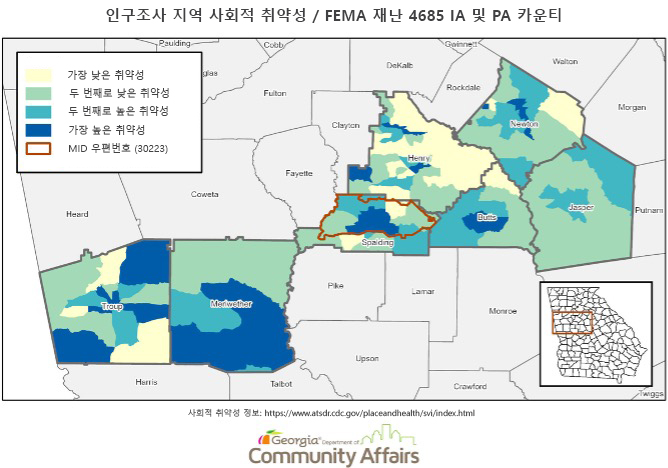 인구조사 지역 사회적 취약성 / FEMA 재난 4685 IA 및 PA 카운티
가장 낮은 취약성
두 번째로 낮은 취약성
두 번째로 높은 취약성
가장 높은 취약성
MID 우편번호 (30223)
Paulding
Cobb
Gwinnett
Walton
DeKalb
Rockdale
Fulton
Morgan
Clayton
Newton
Henry
Fayette
Coweta
Putnam
Heard
Jasper
Butts
Spalding
Pike
Lamar
Monroe
Troup
Meriwether
Upson
Harris
Talbot
Crawford
Twiggs
사회적 취약성 정보: https://www.atsdr.cdc.gov/placeandhealth/svi/index.html
Georgia Department of
Community Affairs